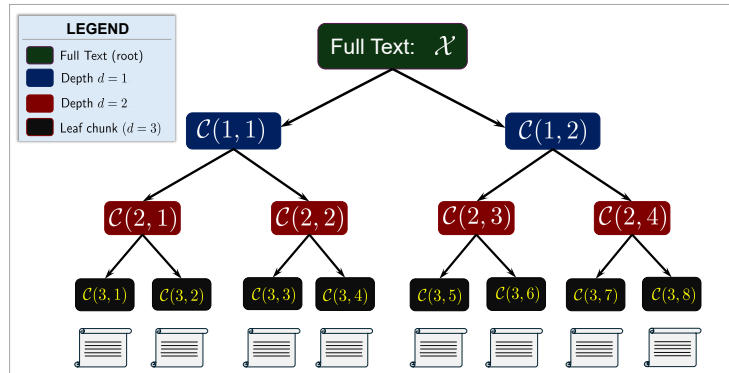 LEGEND
Full Text (root)
Depth d = 1
Depth d = 2
Leaf chunk (d = 3)
Full Text: 𝒳
𝒞(1, 1)
𝒞(1, 2)
𝒞(2, 1)
𝒞(2, 2)
𝒞(2, 3)
𝒞(2, 4)
𝒞(3, 1)
𝒞(3, 2)
𝒞(3, 3)
𝒞(3, 4)
𝒞(3, 5)
𝒞(3, 6)
𝒞(3, 7)
𝒞(3, 8)